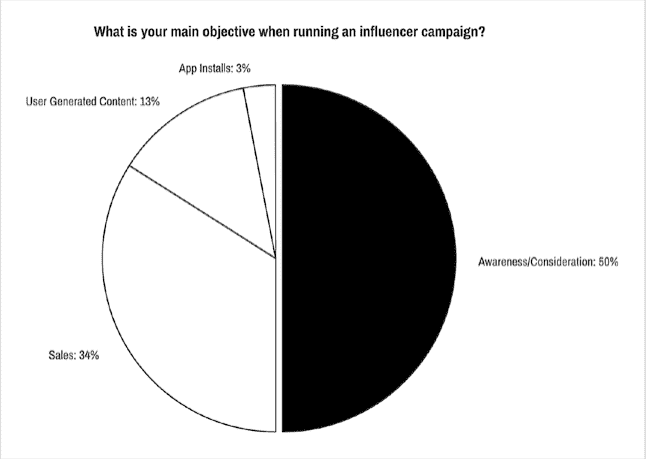 What is your main objective when running an influencer campaign?
App Installs: 3%
User Generated Content: 13%
Awareness/Consideration: 50%
Sales: 34%